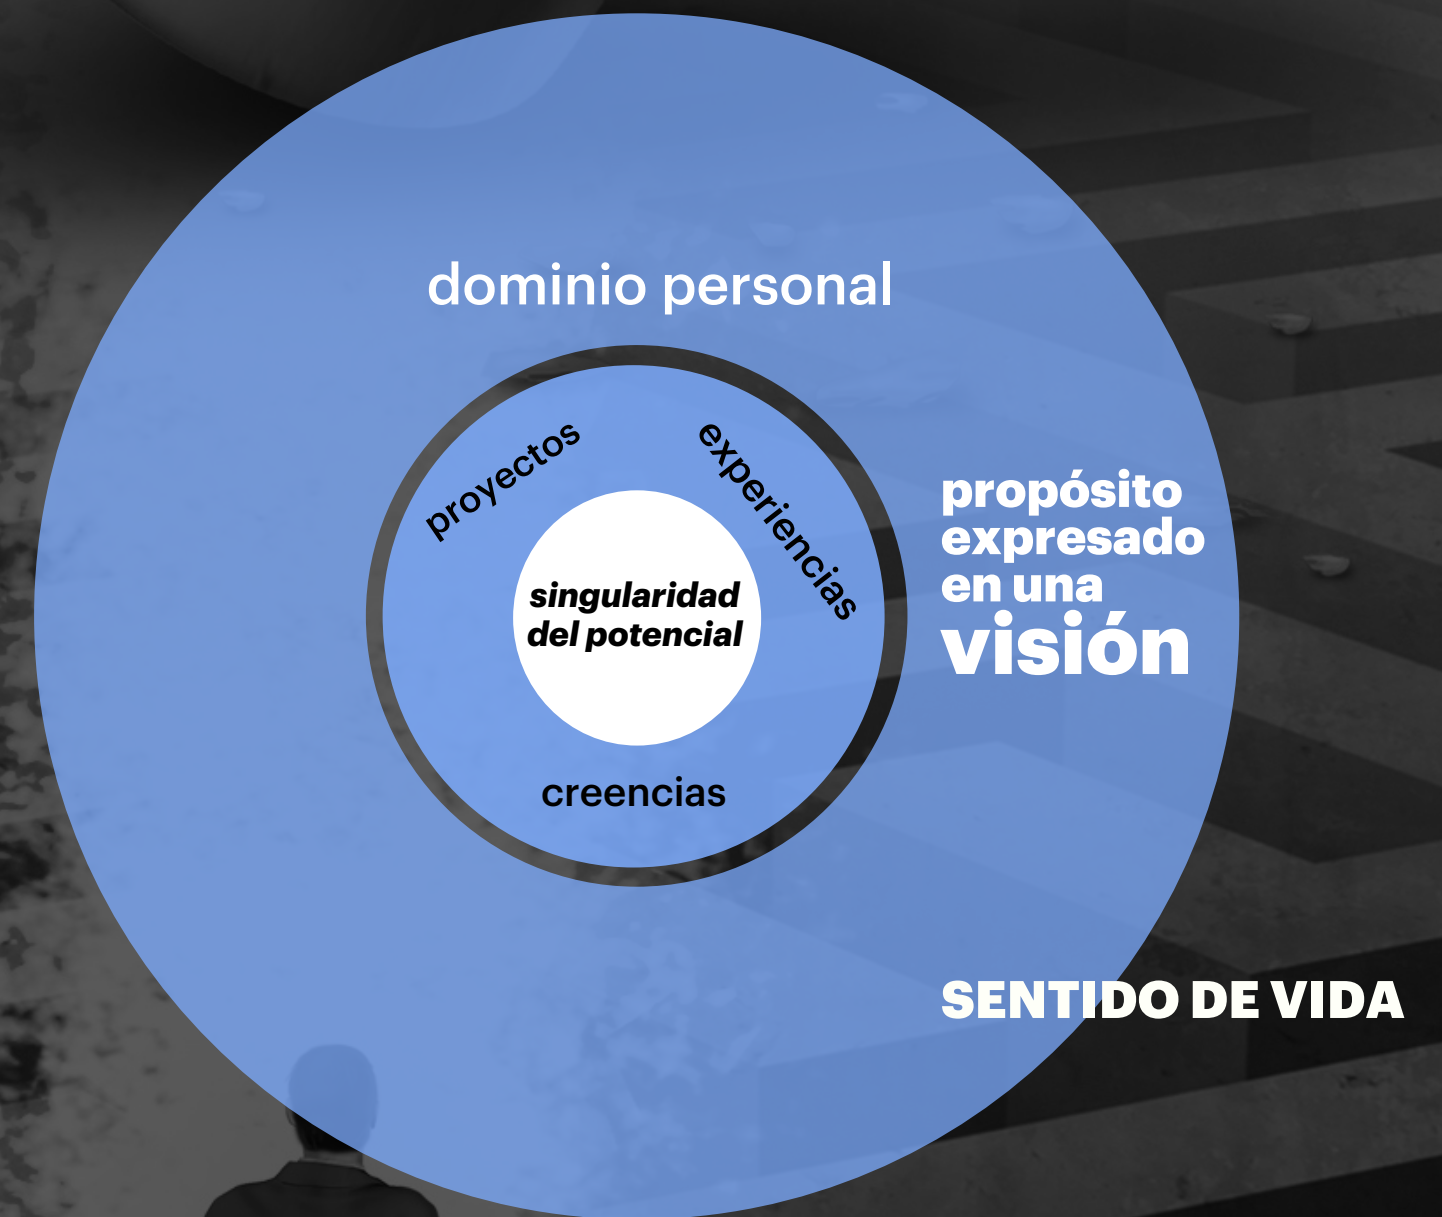 dominio personal
proyectos
experiencias
singularidad
del potencial
creencias
propósito
expresado
en una
visión
SENTIDO DE VIDA